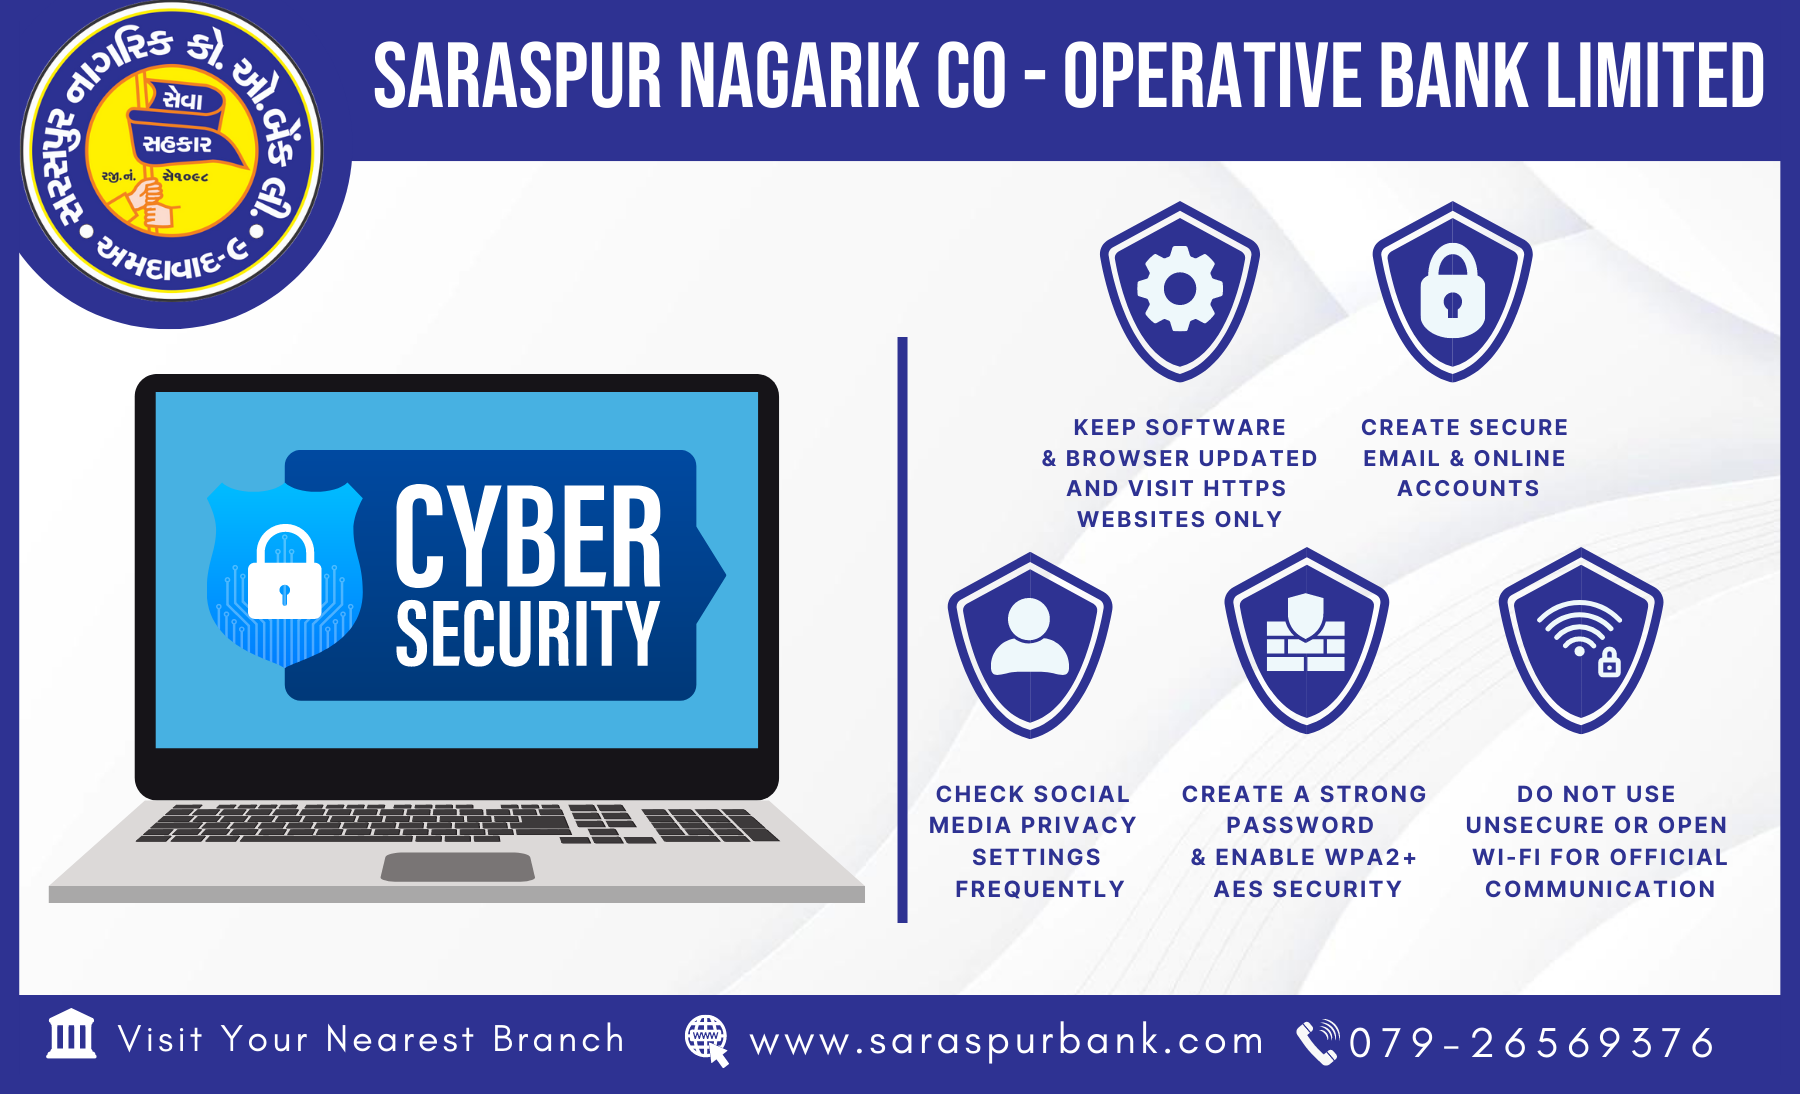 સરસપુર નાગરિક કો. ઓ. બેંક લી.
સેવા
સહકાર
રજી.નં. સે૧૦૯૮
અમદાવાદ-૯
SARASPUR NAGARIK CO - OPERATIVE BANK LIMITED
CYBER
SECURITY
KEEP SOFTWARE
& BROWSER UPDATED
AND VISIT HTTPS
WEBSITES ONLY
CREATE SECURE
EMAIL & ONLINE
ACCOUNTS
CHECK SOCIAL
MEDIA PRIVACY
SETTINGS
FREQUENTLY
CREATE A STRONG
PASSWORD
& ENABLE WPA2+
AES SECURITY
DO NOT USE
UNSECURE OR OPEN
WI-FI FOR OFFICIAL
COMMUNICATION
Visit Your Nearest Branch
www
www.saraspurbank.com
079-26569376